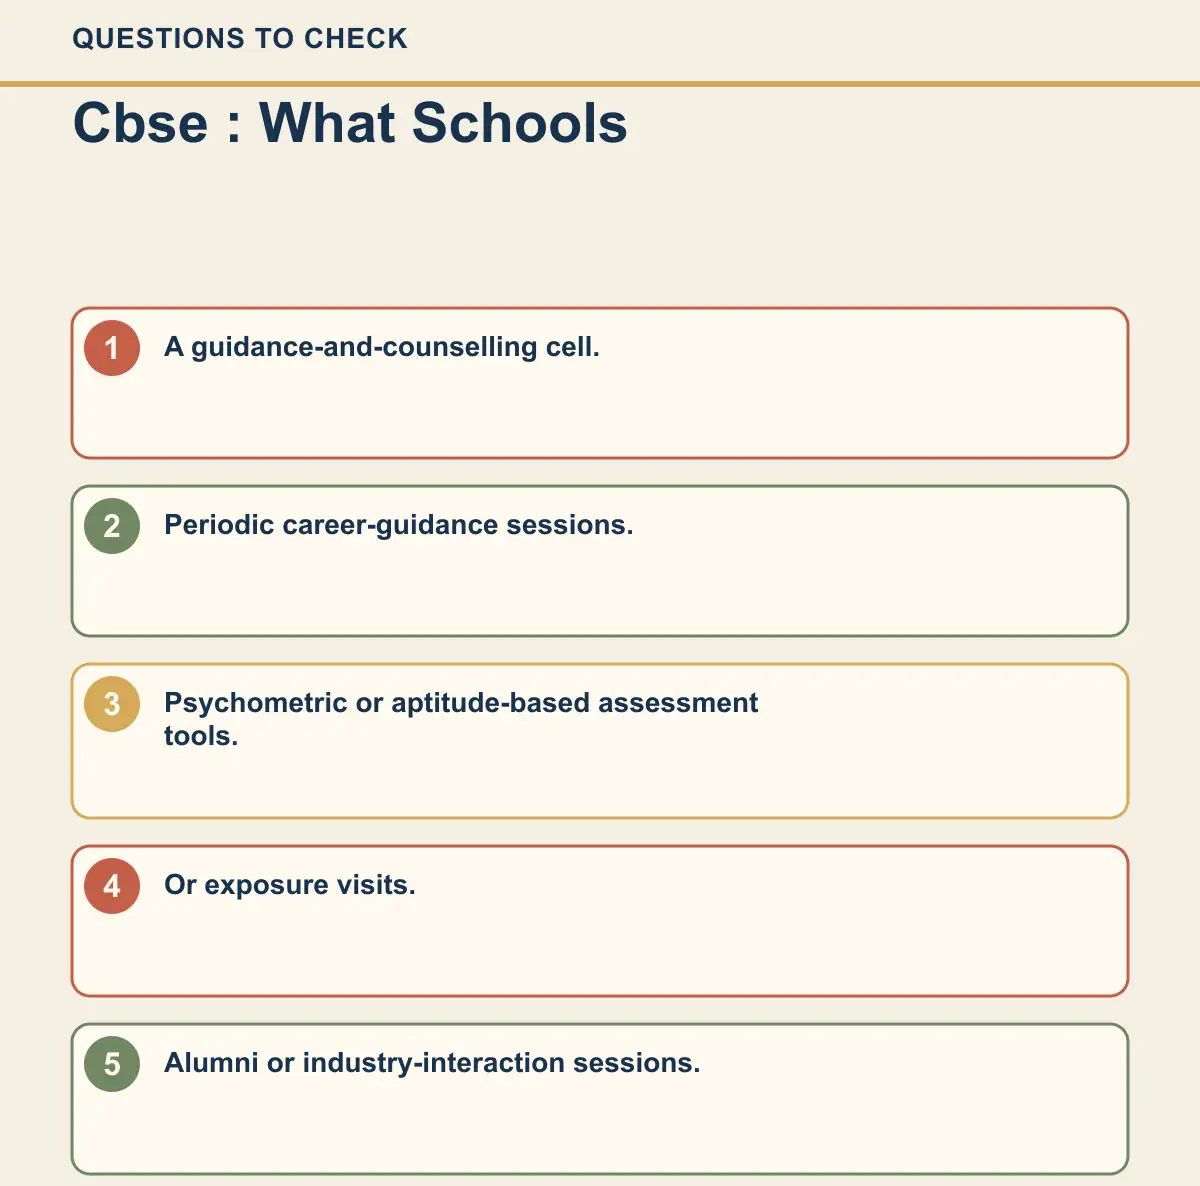 QUESTIONS TO CHECK
Cbse : What Schools
1 A guidance-and-counselling cell.
2 Periodic career-guidance sessions.
3 Psychometric or aptitude-based assessment
tools.
4 Or exposure visits.
5 Alumni or industry-interaction sessions.